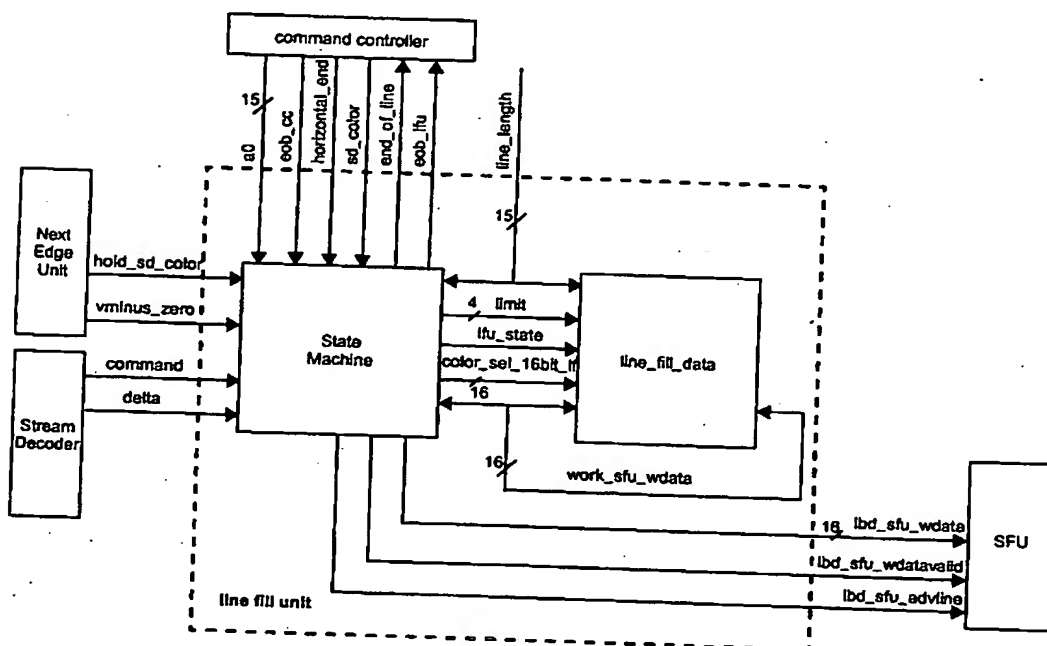 command controller
15
a0
eob_cc
horizontal_end
sd_color
end_of_line
eob_lfu
line_length
15
Next
Edge
Unit
hold_sd_color
vminus_zero
Stream
Decoder
command
delta
State
Machine
4
limit
lfu_state
color_sel_16bit_lf
16
line_fill_data
16
work_sfu_wdata
16
lbd_sfu_wdata
lbd_sfu_wdatavalid
lbd_sfu_advline
SFU
line fill unit